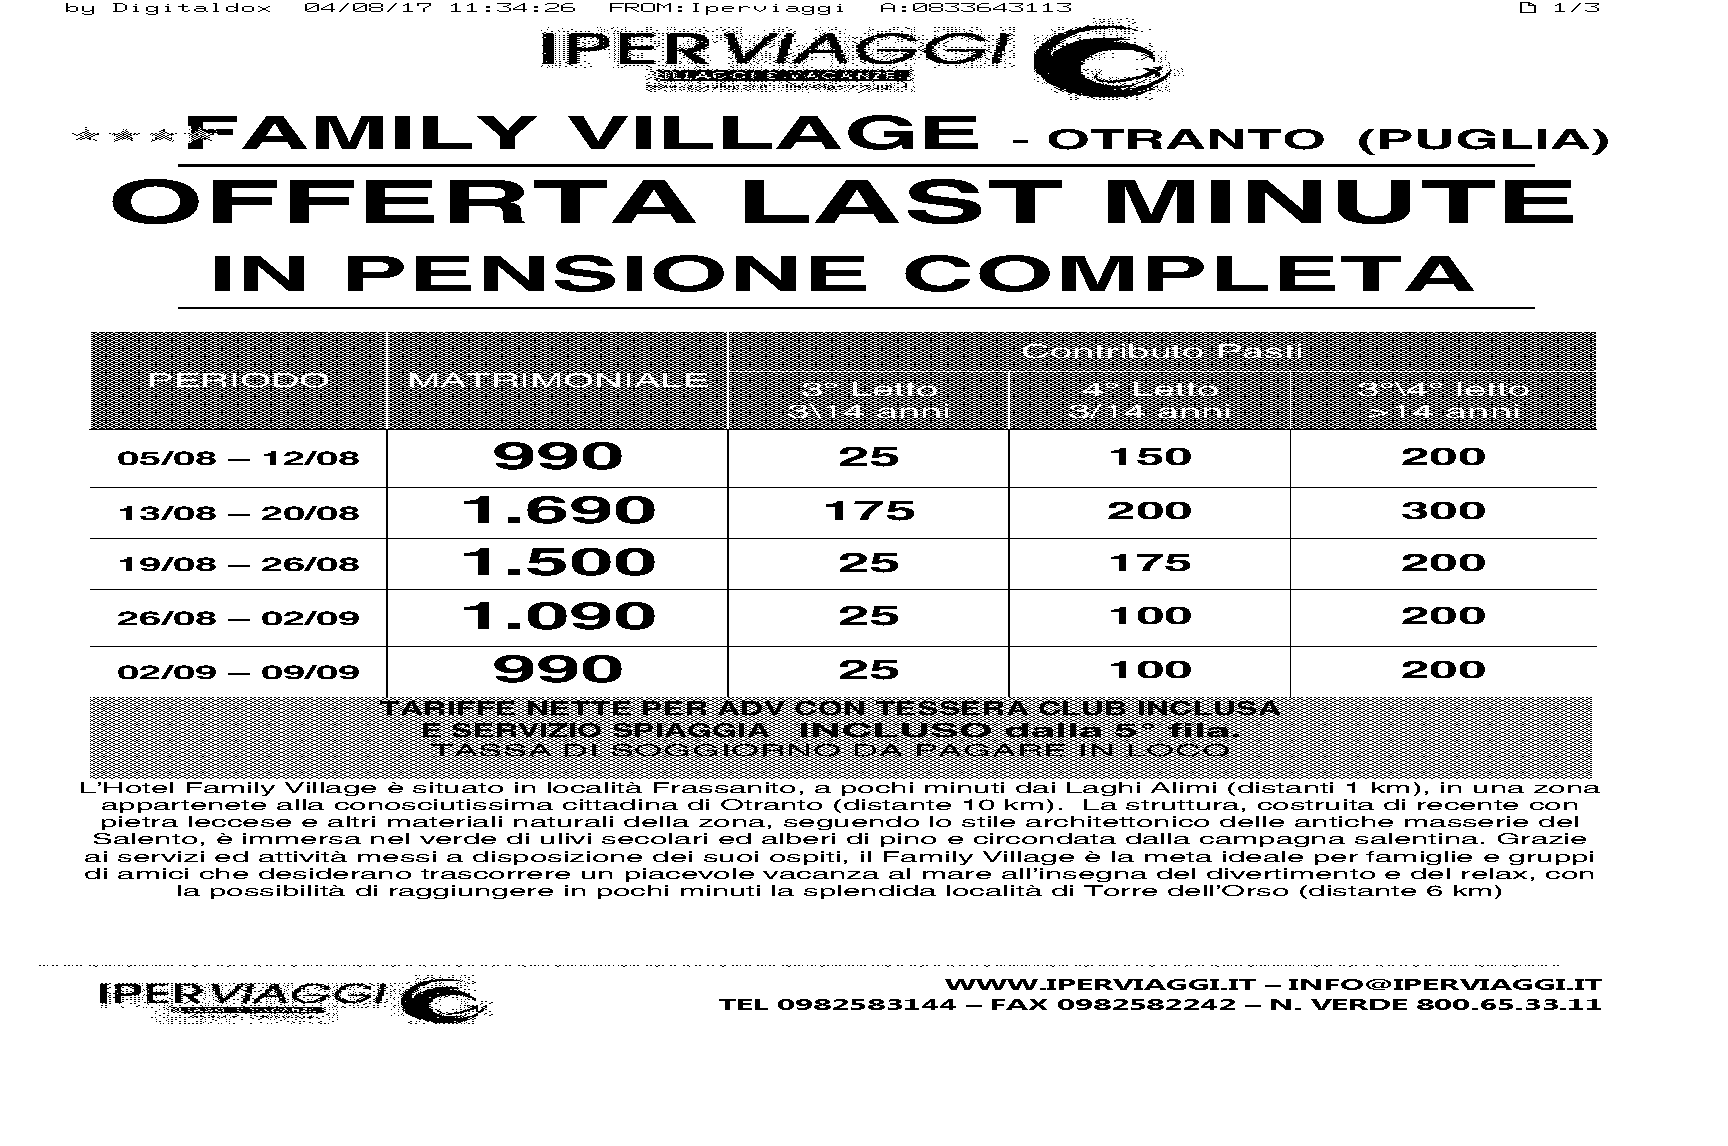 by Digitaldox 04/08/17 11:34:26 FROM:Iperviaggi A:0833643113 1/3
IPERVIAGGI
FAMILY VILLAGE - OTRANTO (PUGLIA)
OFFERTA LAST MINUTE
IN PENSIONE COMPLETA
Contributo Pasti
PERIODO MATRIMONIALE 3° Letto 4° Letto 3°\4° letto
3\14 anni 3/14 anni >14 anni
05/08 – 12/08 990 25 150 200
13/08 – 20/08 1.690 175 200 300
19/08 – 26/08 1.500 25 175 200
26/08 – 02/09 1.090 25 100 200
02/09 – 09/09 990 25 100 200
TARIFFE NETTE PER ADV CON TESSERA CLUB INCLUSA
E SERVIZIO SPIAGGIA INCLUSO dalla 5° fila.
TASSA DI SOGGIORNO DA PAGARE IN LOCO
L'Hotel Family Village è situato in località Frassanito, a pochi minuti dai Laghi Alimi (distanti 1 km), in una zona
appartenete alla conosciutissima cittadina di Otranto (distante 10 km). La struttura, costruita di recente con
pietra leccese e altri materiali naturali della zona, seguendo lo stile architettonico delle antiche masserie del
Salento, è immersa nel verde di ulivi secolari ed alberi di pino e circondata dalla campagna salentina. Grazie
ai servizi ed attività messi a disposizione dei suoi ospiti, il Family Village è la meta ideale per famiglie e gruppi
di amici che desiderano trascorrere un piacevole vacanza al mare all'insegna del divertimento e del relax, con
la possibilità di raggiungere in pochi minuti la splendida località di Torre dell'Orso (distante 6 km)
IPERVIAGGI
WWW.IPERVIAGGI.IT – INFO@IPERVIAGGI.IT
TEL 0982583144 – FAX 0982582242 – N. VERDE 800.65.33.11